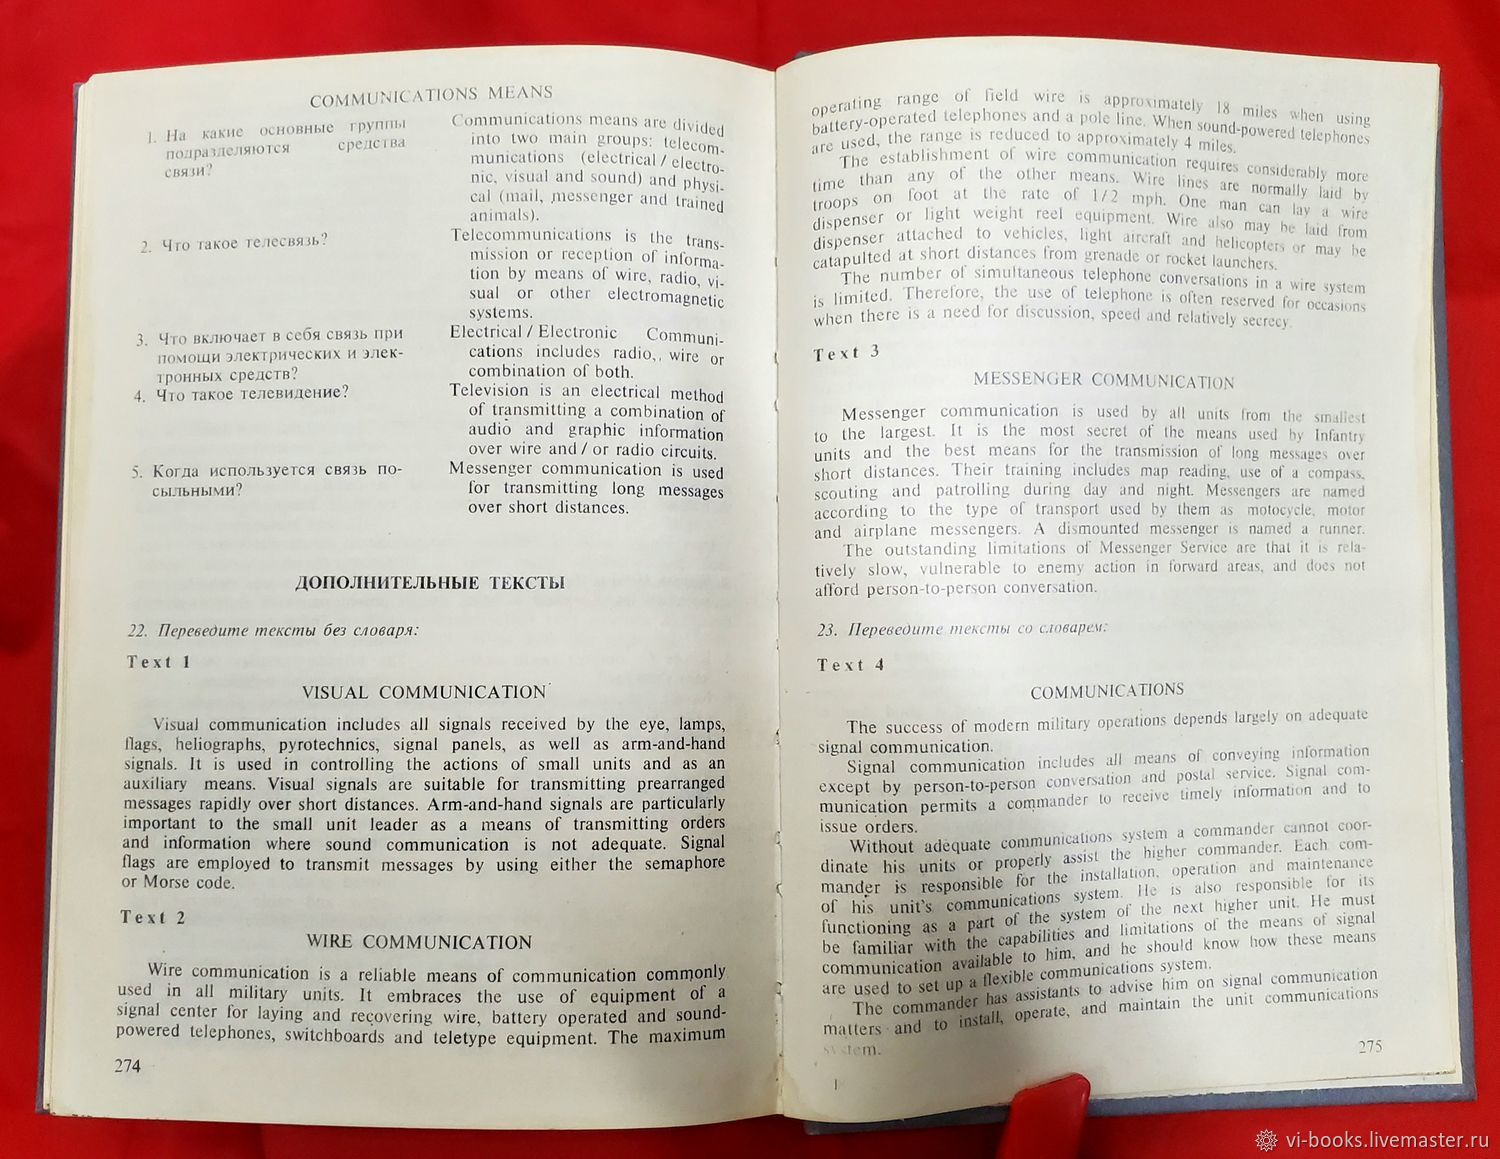 COMMUNICATIONS MEANS
1. На какие основные группы
подразделяются средства
связи?
Communications means are divided
into two main groups: telecom-
munications (electrical / electro-
nic, visual and sound) and physi-
cal (mail, messenger and trained
animals).
2. Что такое телесвязь?
Telecommunications is the trans-
mission or reception of informa-
tion by means of wire, radio, vi-
sual or other electromagnetic
systems.
3. Что включает в себя связь при
помощи электрических и элек-
тронных средств?
Electrical / Electronic Communi-
cations includes radio,, wire or
combination of both.
4. Что такое телевидение?
Television is an electrical method
of transmitting a combination of
audio and graphic information
over wire and / or radio circuits.
5. Когда используется связь по-
сыльными?
Messenger communication is used
for transmitting long messages
over short distances.
ДОПОЛНИТЕЛЬНЫЕ ТЕКСТЫ
22. Переведите тексты без словаря:
Text 1
VISUAL COMMUNICATION
Visual communication includes all signals received by the eye, lamps,
flags, heliographs, pyrotechnics, signal panels, as well as arm-and-hand
signals. It is used in controlling the actions of small units and as an
auxiliary means. Visual signals are suitable for transmitting prearranged
messages rapidly over short distances. Arm-and-hand signals are particularly
important to the small unit leader as a means of transmitting orders
and information where sound communication is not adequate. Signal
flags are employed to transmit messages by using either the semaphore
or Morse code.
Text 2
WIRE COMMUNICATION
Wire communication is a reliable means of communication commonly
used in all military units. It embraces the use of equipment of a
signal center for laying and recovering wire, battery operated and sound-
powered telephones, switchboards and teletype equipment. The maximum
274
operating range of field wire is approximately 18 miles when using
battery-operated telephones and a pole line. When sound-powered telephones
are used, the range is reduced to approximately 4 miles.
The establishment of wire communication requires considerably more
time than any of the other means. Wire lines are normally laid by
troops on foot at the rate of 1/2 mph. One man can lay a wire
dispenser or light weight reel equipment. Wire also may be laid from
dispenser attached to vehicles, light aircraft and helicopters or may be
catapulted at short distances from grenade or rocket launchers.
The number of simultaneous telephone conversations in a wire system
is limited. Therefore, the use of telephone is often reserved for occasions
when there is a need for discussion, speed and relatively secrecy.
Text 3
MESSENGER COMMUNICATION
Messenger communication is used by all units from the smallest
to the largest. It is the most secret of the means used by Infantry
units and the best means for the transmission of long messages over
short distances. Their training includes map reading, use of a compass,
scouting and patrolling during day and night. Messengers are named
according to the type of transport used by them as motocycle, motor
and airplane messengers. A dismounted messenger is named a runner.
The outstanding limitations of Messenger Service are that it is rela-
tively slow, vulnerable to enemy action in forward areas, and does not
afford person-to-person conversation.
23. Переведите тексты со словарем:
Text 4
COMMUNICATIONS
The success of modern military operations depends largely on adequate
signal communication.
Signal communication includes all means of conveying information
except by person-to-person conversation and postal service. Signal com-
munication permits a commander to receive timely information and to
issue orders.
Without adequate communications system a commander cannot coor-
dinate his units or properly assist the higher commander. Each com-
mander is responsible for the installation, operation and maintenance
of his unit's communications system. He is also responsible for its
functioning as a part of the system of the next higher unit. He must
be familiar with the capabilities and limitations of the means of signal
communication available to him, and he should know how these means
are used to set up a flexible communications system.
The commander has assistants to advise him on signal communication
matters and to install, operate, and maintain the unit communications
system.
275
vi-books.livemaster.ru